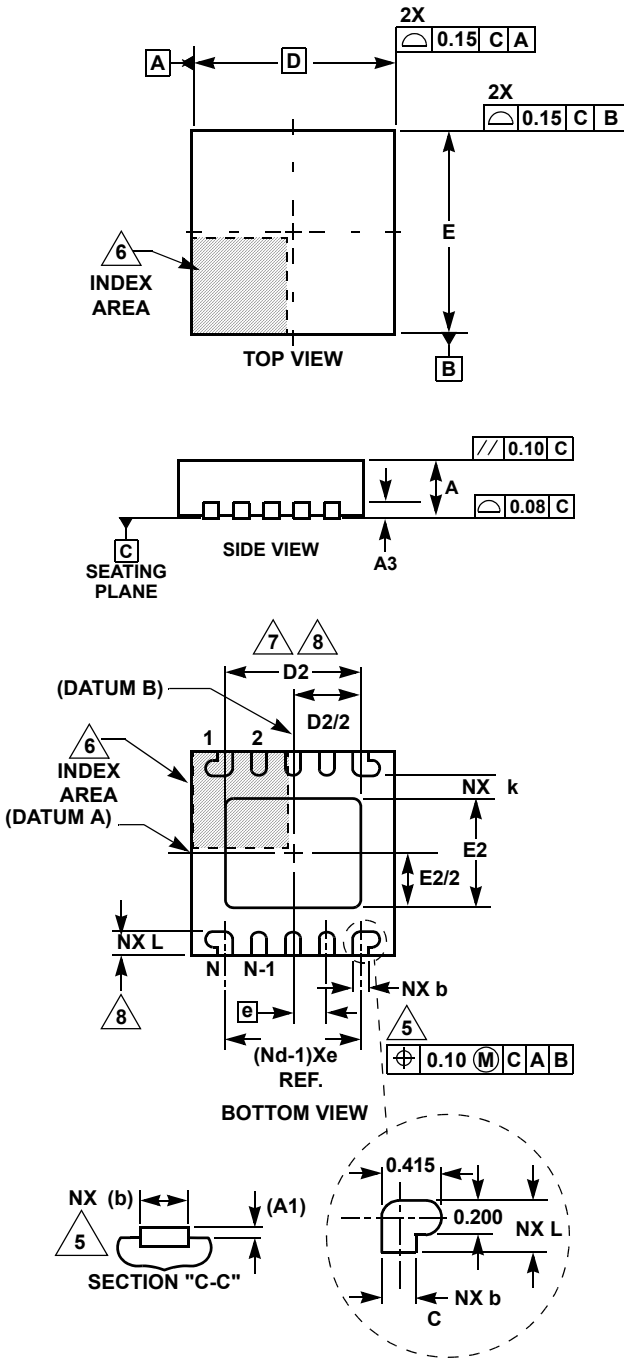 2X
⌓ 0.15 C A
A
D
2X
⌓ 0.15 C B
E
6
INDEX
AREA
TOP VIEW
B
// 0.10 C
A
⌓ 0.08 C
C
SEATING
PLANE
SIDE VIEW
A3
7 8
D2
(DATUM B)
D2/2
6
INDEX
AREA
1 2
(DATUM A)
NX k
E2
E2/2
NX L
8
N N-1
NX b
e
5
(Nd-1)Xe
REF.
⌖ 0.10 Ⓜ C A B
BOTTOM VIEW
0.415
0.200
NX L
NX b
C
NX (b)
(A1)
5
SECTION "C-C"